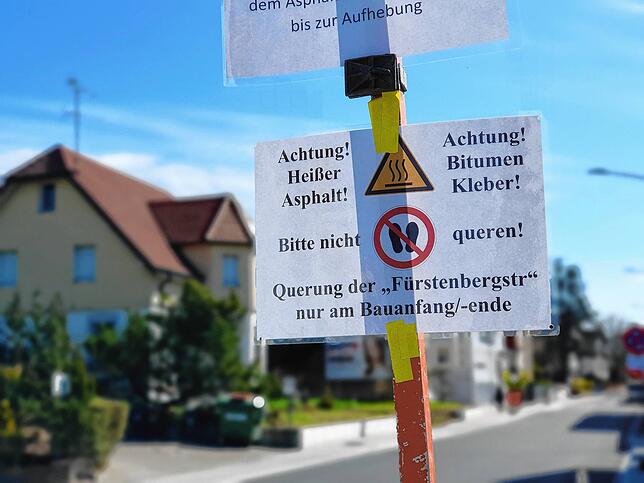 dem Asphal
bis zur Aufhebung
Achtung!
Heißer
Asphalt!
Achtung!
Bitumen
Kleber!
Bitte nicht queren!
Querung der „Fürstenbergstr“
nur am Bauanfang/-ende